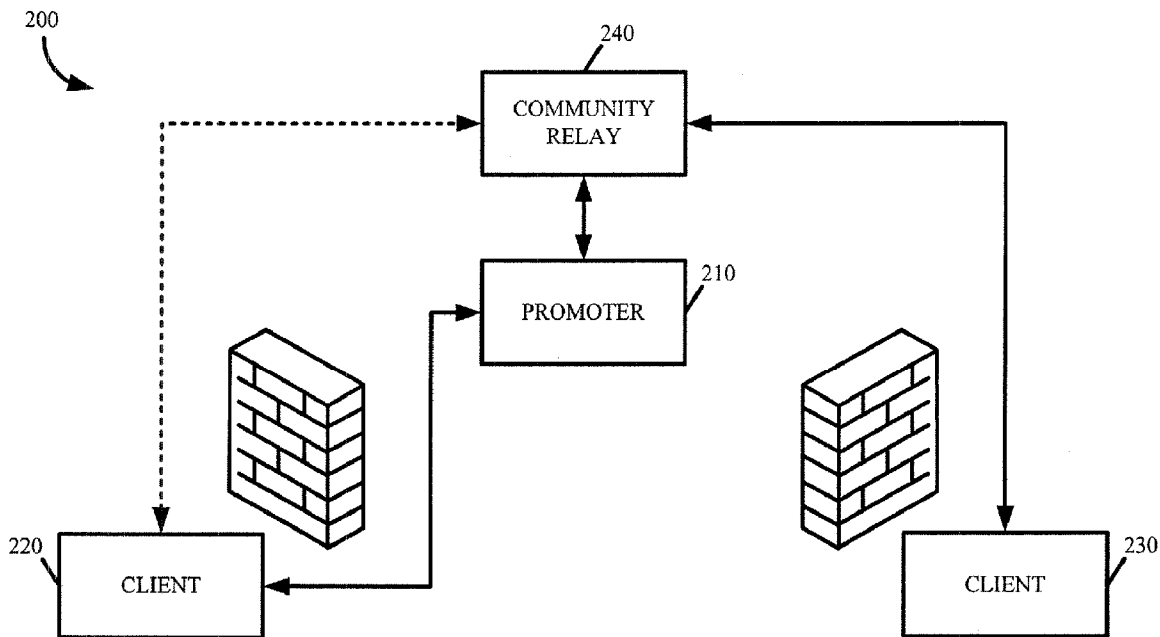 200
240
COMMUNITY
RELAY
210
PROMOTER
220
CLIENT
230
CLIENT